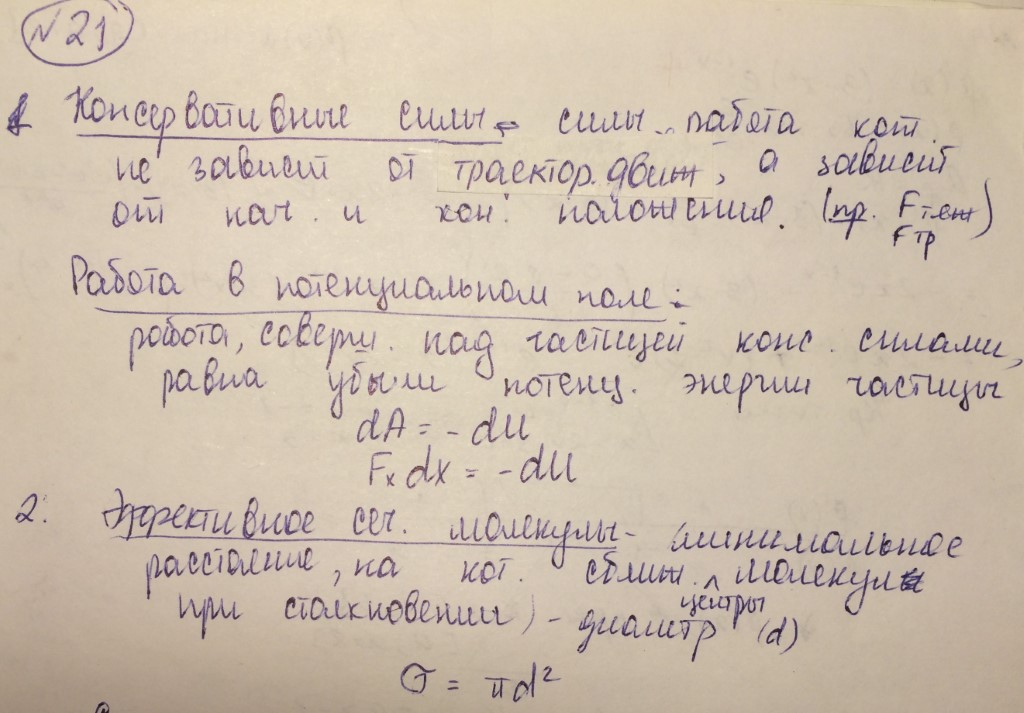 №21
1 Консервативные силы - силы.. работа кот.
не зависит от траектор. движ, а зависит
от нач. и кон. положения. (пр. Fтяж)
Fтр
Работа в потенциальном поле:
работа, соверш. над частицей конс. силами,
равна убыли потенц. энергии частицы
dA = - dU
Fx dx = - dU
2. Эффективное сеч. молекулы - (минимальное
расстояние, на кот. сближ. молекул
центры
при столкновении) - диаметр (d)
σ = πd²